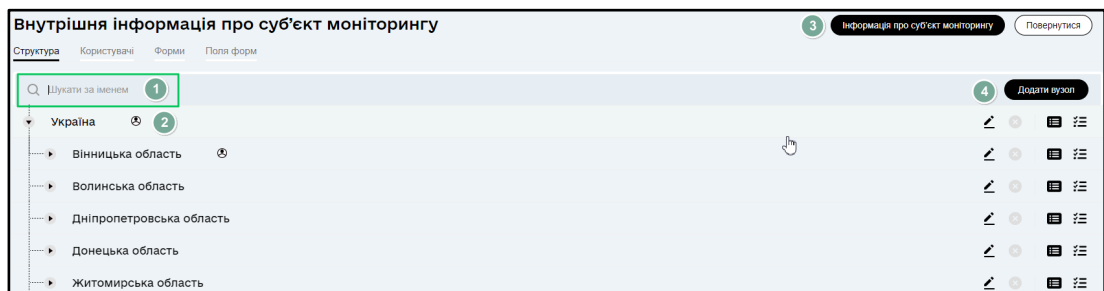 Внутрішня інформація про суб’єкт моніторингу
3 Інформація про суб'єкт моніторингу Повернутися
Структура Користувачі Форми Поля форм
Шукати за іменем 1 4 Додати вузол
Україна 2
Вінницька область
Волинська область
Дніпропетровська область
Донецька область
Житомирська область